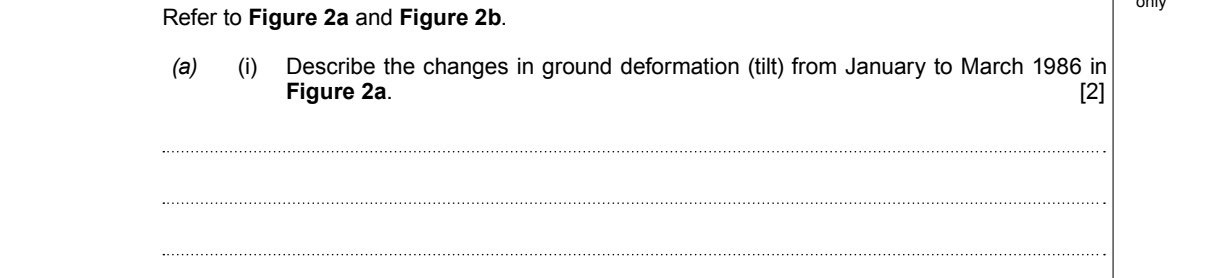 only
Refer to Figure 2a and Figure 2b.
(a) (i) Describe the changes in ground deformation (tilt) from January to March 1986 in
Figure 2a. [2]